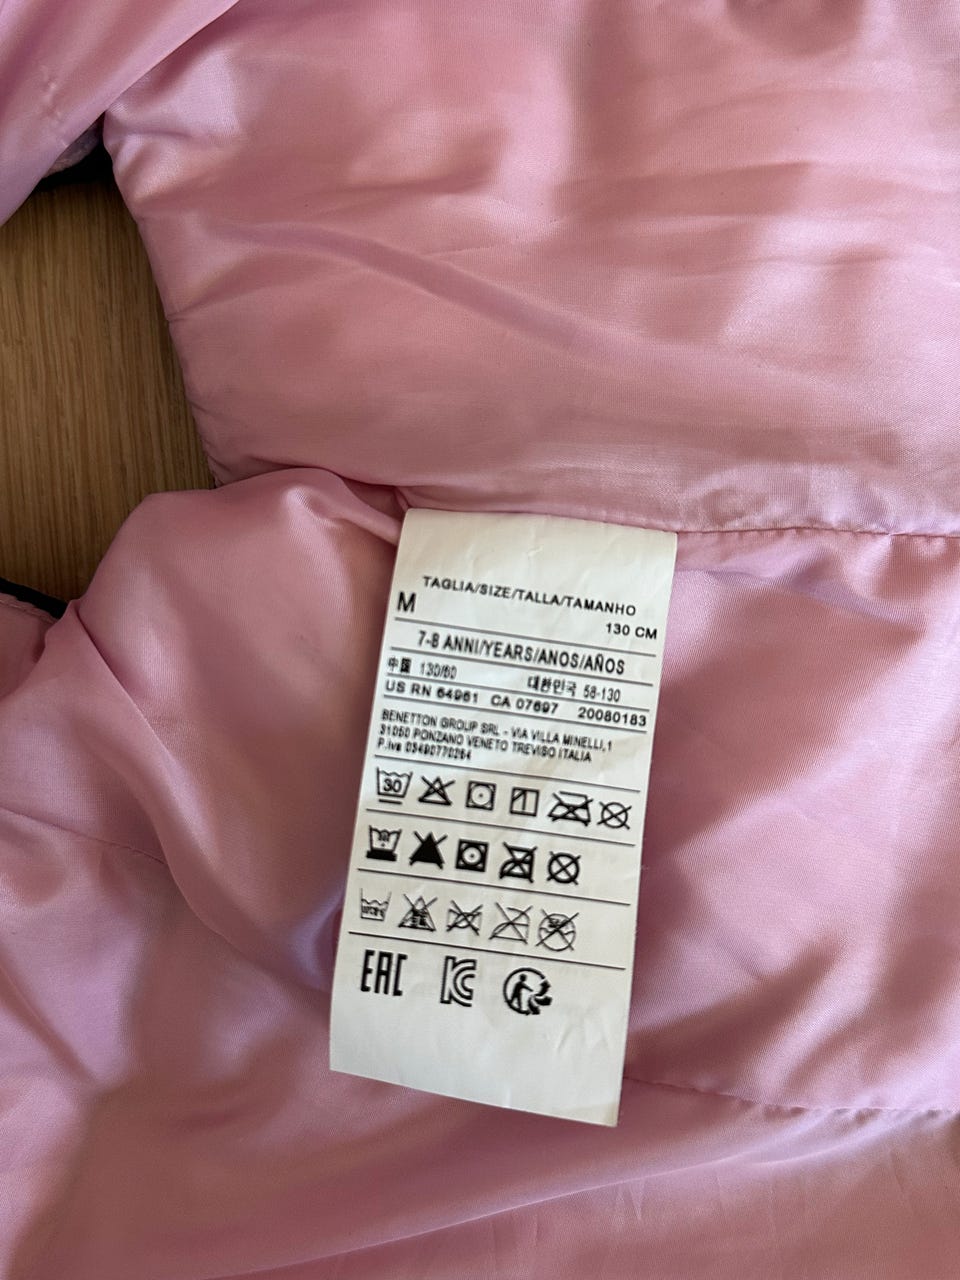 TAGLIA/SIZE/TALLA/TAMANHO
M
130 CM
7-8 ANNI/YEARS/ANOS/AÑOS
中国 130/60 대한민국 58-130
US RN 64961 CA 07697 20080183
BENETTON GROUP SRL - VIA VILLA MINELLI,1
31050 PONZANO VENETO TREVISO ITALIA
P.Iva 03490770264
30
EAC